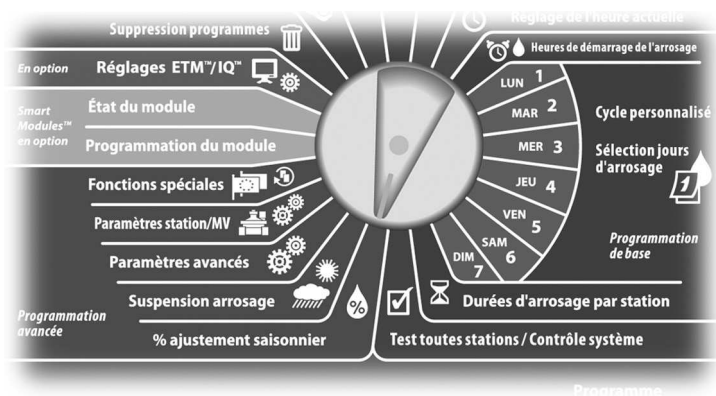 Suppression programmes
Réglage de l'heure actuelle
Heures de démarrage de l'arrosage
En option
Réglages ETM™/IQ™
Smart
Modules™
en option
État du module
Programmation du module
Fonctions spéciales
Paramètres station/MV
Paramètres avancés
Suspension arrosage
Programmation
avancée
% ajustement saisonnier
%
LUN 1
MAR 2
MER 3
JEU 4
VEN 5
SAM 6
DIM 7
Cycle personnalisé
Sélection jours
d'arrosage
1
Programmation
de base
Durées d'arrosage par station
Test toutes stations / Contrôle système
Programme